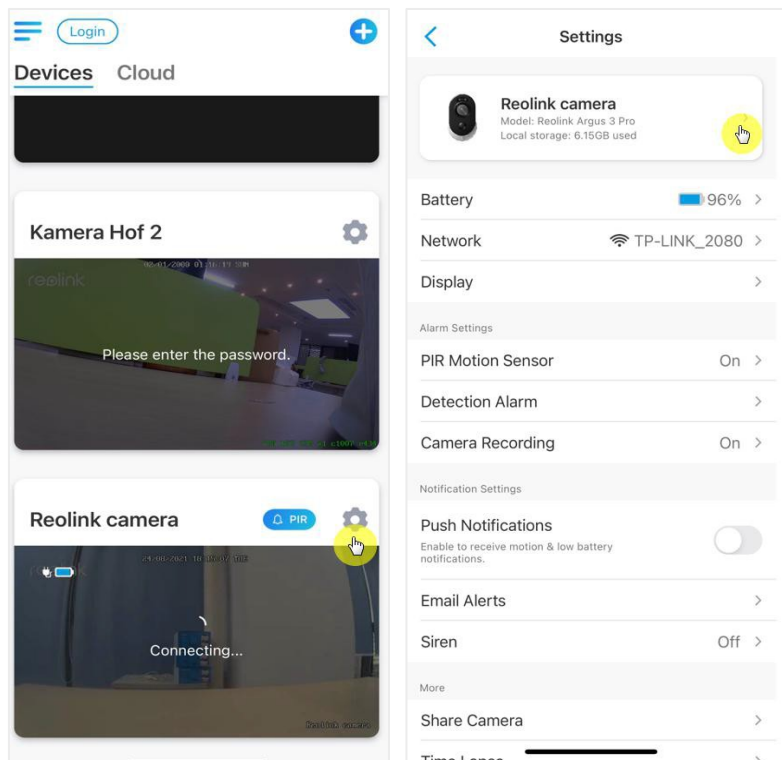 Login
Devices Cloud
Kamera Hof 2
reolink
Please enter the password.
Reolink camera
PIR
Connecting...
Reolink camera
Settings
Reolink camera
Model: Reolink Argus 3 Pro
Local storage: 6.15GB used
Battery 96%
Network TP-LINK_2080
Display
Alarm Settings
PIR Motion Sensor On
Detection Alarm
Camera Recording On
Notification Settings
Push Notifications
Enable to receive motion & low battery
notifications.
Email Alerts
Siren Off
More
Share Camera
Time Lapse